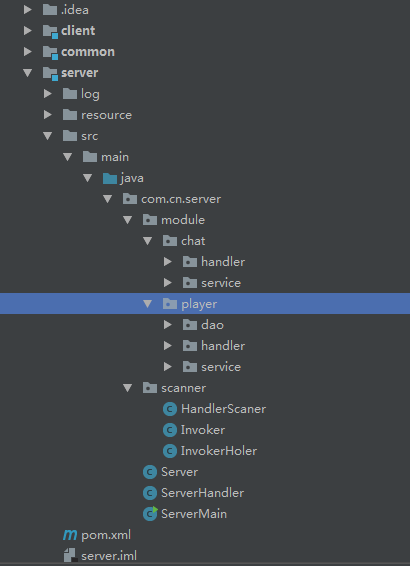 .idea
client
common
server
log
resource
src
main
java
com.cn.server
module
chat
handler
service
player
dao
handler
service
scanner
HandlerScaner
Invoker
InvokerHoler
Server
ServerHandler
ServerMain
pom.xml
server.iml